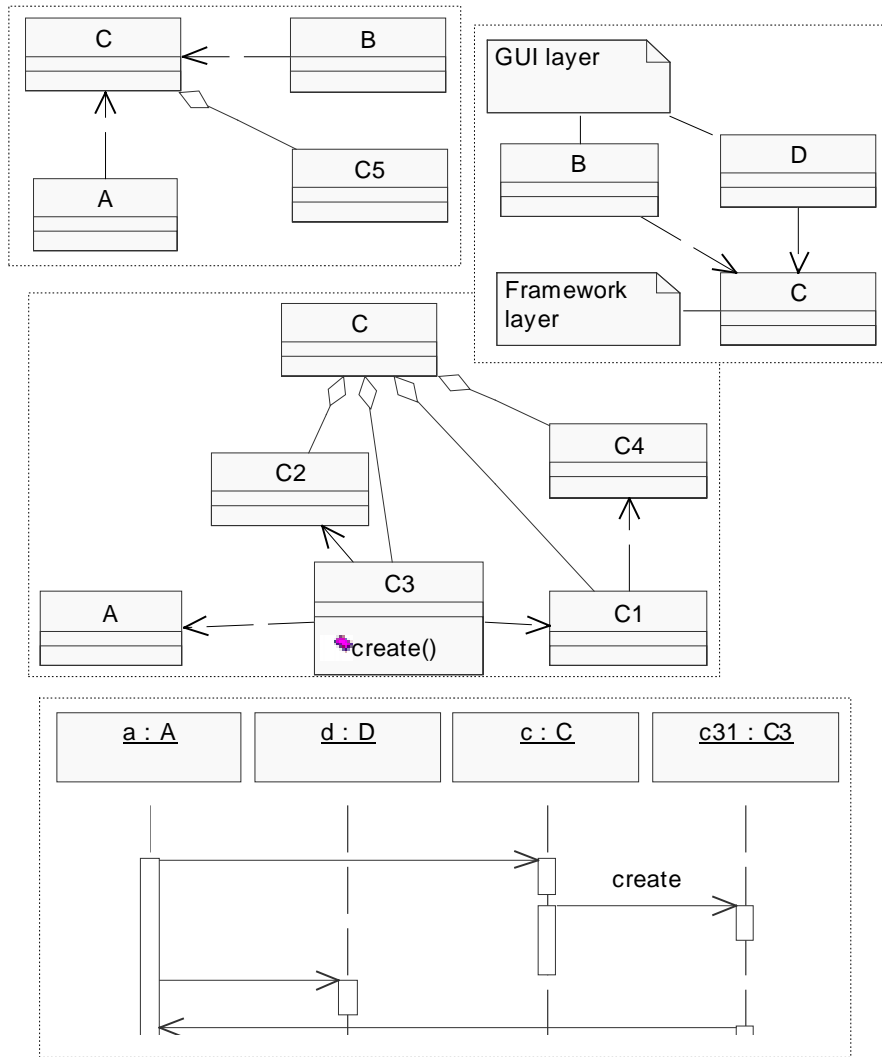 C
B
A
C5
GUI layer
B
D
Framework
layer
C
C
C2
C4
A
C3
create()
C1
a : A
d : D
c : C
c31 : C3
create